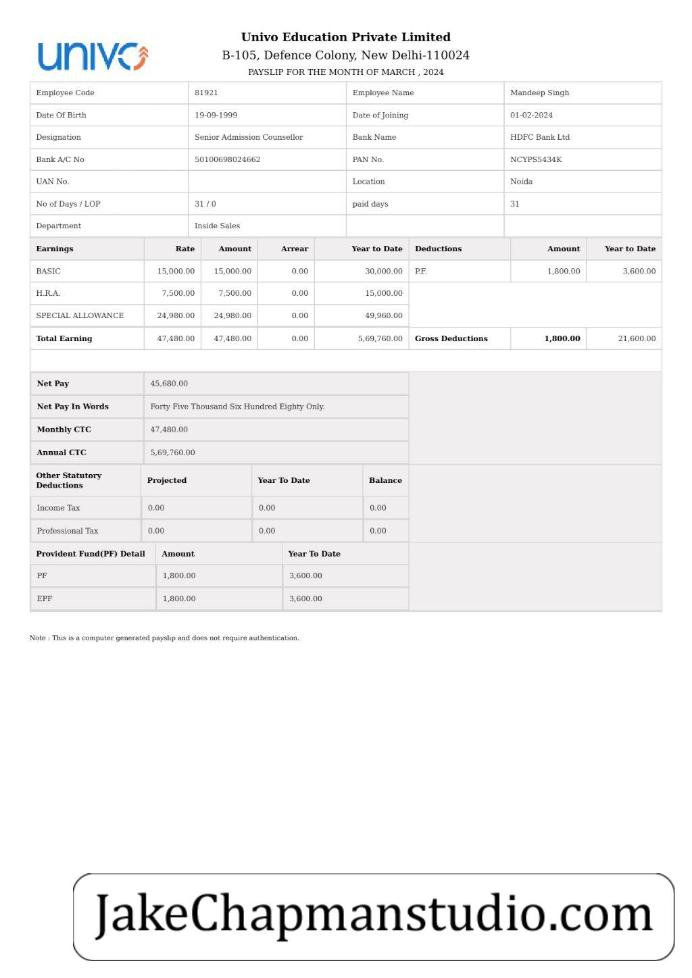 univo
Univo Education Private Limited
B-105, Defence Colony, New Delhi-110024
PAYSLIP FOR THE MONTH OF MARCH , 2024
Employee Code 81921 Employee Name Mandeep Singh
Date Of Birth 19-09-1999 Date of Joining 01-02-2024
Designation Senior Admission Counsellor Bank Name HDFC Bank Ltd
Bank A/C No 50100698024662 PAN No. NCYPS5434K
UAN No. Location Noida
No of Days / LOP 31 / 0 paid days 31
Department Inside Sales
Earnings Rate Amount Arrear Year to Date Deductions Amount Year to Date
BASIC 15,000.00 15,000.00 0.00 30,000.00 P.F. 1,800.00 3,600.00
H.R.A. 7,500.00 7,500.00 0.00 15,000.00
SPECIAL ALLOWANCE 24,980.00 24,980.00 0.00 49,960.00
Total Earning 47,480.00 47,480.00 0.00 5,69,760.00 Gross Deductions 1,800.00 21,600.00
Net Pay 45,680.00
Net Pay In Words Forty Five Thousand Six Hundred Eighty Only.
Monthly CTC 47,480.00
Annual CTC 5,69,760.00
Other Statutory
Deductions Projected Year To Date Balance
Income Tax 0.00 0.00 0.00
Professional Tax 0.00 0.00 0.00
Provident Fund(PF) Detail Amount Year To Date
PF 1,800.00 3,600.00
EPF 1,800.00 3,600.00
Note : This is a computer generated payslip and does not require authentication.
JakeChapmanstudio.com